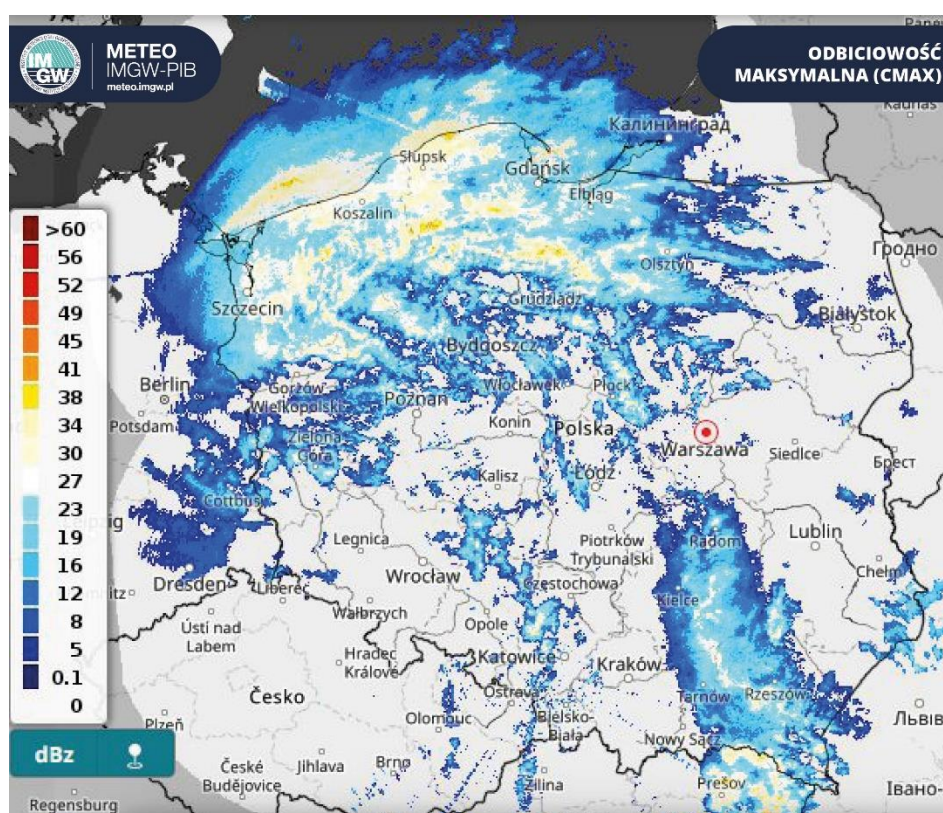 IM
GW
METEO
IMGW-PIB
meteo.imgw.pl
ODBICIOWOŚĆ
MAKSYMALNA (CMAX)
Каunas
Калининград
Słupsk
Gdańsk
Elbląg
Koszalin
Гродно
Olsztyn
Szczecin
Grudziądz
Białystok
Bydgoszcz
Berlin
Gorzów
Wielkopolski
Poznań
Włocławek
Płock
Potsdam
Konin
Polska
Warszawa
Siedlce
Брест
Zielona
Góra
Kalisz
Łódź
Cottbus
Leipzig
Legnica
Piotrków
Trybunalski
Radom
Lublin
Dresden
Liberec
Wrocław
Częstochowa
Chełm
Kielce
Wałbrzych
Ústí nad
Labem
Opole
Hradec
Králové
Katowice
Kraków
Česko
Ostrava
Tarnów
Rzeszów
Plzeň
Olomouc
Bielsko-
Biała
Nowy Sącz
Львів
České
Budějovice
Jihlava
Brno
Žilina
Prešov
Івано-
Regensburg
>60
56
52
49
45
41
38
34
30
27
23
19
16
12
8
5
0.1
0
dBz